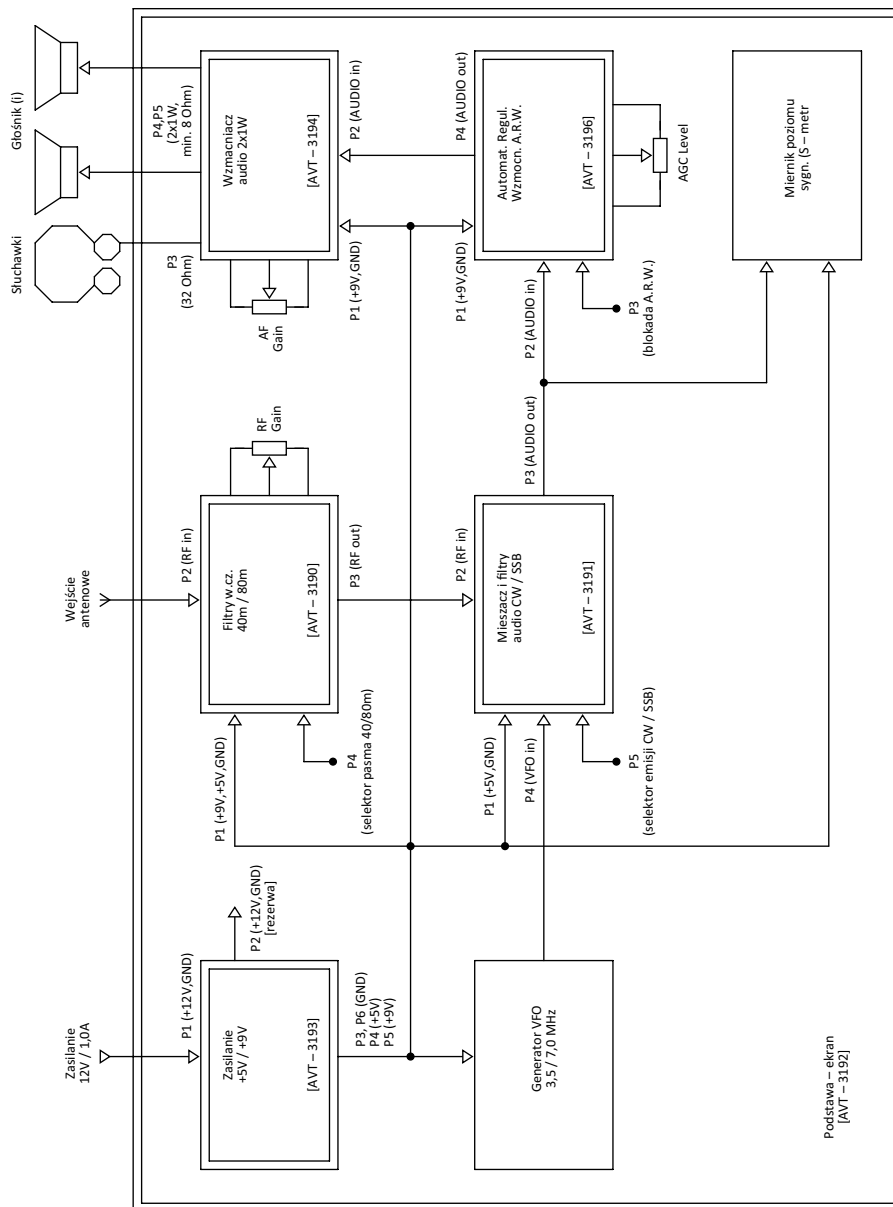 Zasilanie
12V / 1,0A
P1 (+12V,GND)
Zasilanie
+5V / +9V
[AVT – 3193]
P2 (+12V,GND)
[rezerwa]
P3, P6 (GND)
P4 (+5V)
P5 (+9V)
Generator VFO
3,5 / 7,0 MHz
Podstawa – ekran
[AVT – 3192]
Wejście
antenowe
P2 (RF in)
P1 (+9V,+5V,GND)
Filtry w.cz.
40m / 80m
[AVT – 3190]
RF
Gain
P4
(selektor pasma 40/80m)
P3 (RF out)
P2 (RF in)
P1 (+5V,GND)
P4 (VFO in)
Mieszacz i filtry
audio CW / SSB
[AVT – 3191]
P5
(selektor emisji CW / SSB)
P3 (AUDIO out)
Słuchawki
Głośnik (i)
P3
(32 Ohm)
P4,P5
(2x1W,
min. 8 Ohm)
AF
Gain
Wzmacniacz
audio 2x1W
[AVT – 3194]
P1 (+9V,GND)
P2 (AUDIO in)
P1 (+9V,GND)
P4 (AUDIO out)
P2 (AUDIO in)
Automat. Regul.
Wzmocn. A.R.W.
[AVT – 3196]
P3
(blokada A.R.W.)
AGC Level
Miernik poziomu
sygn. (S – metr